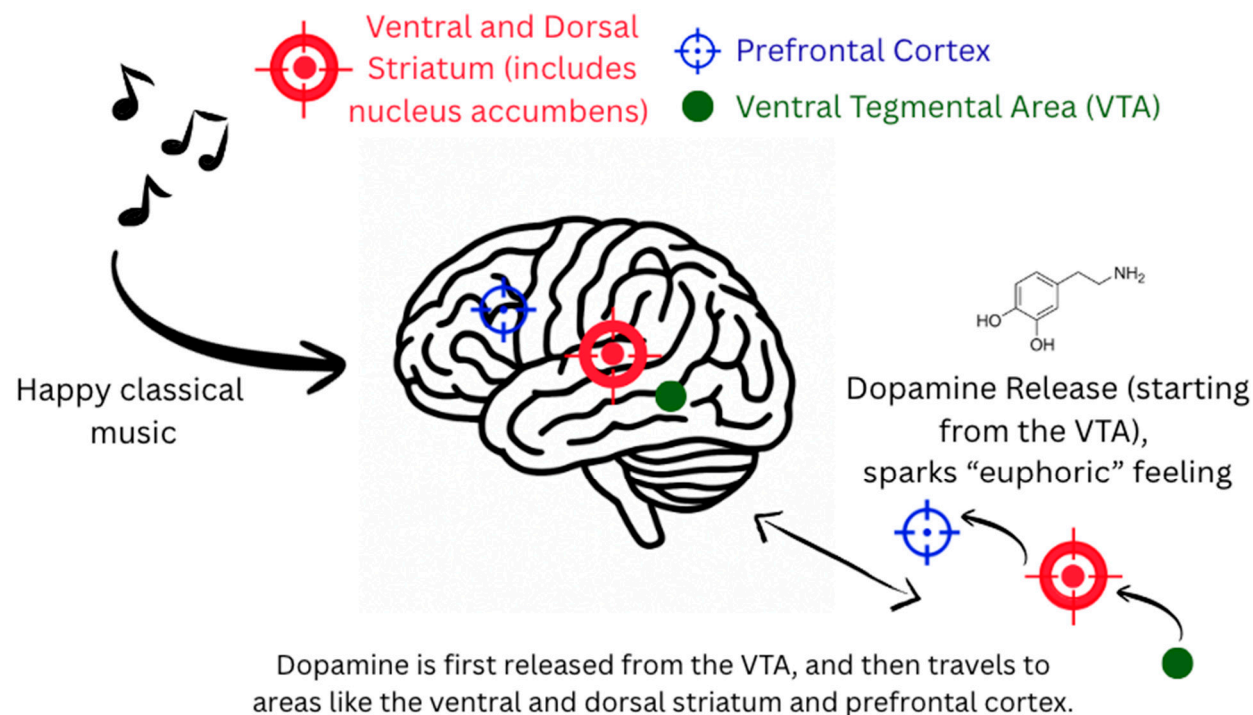 Ventral and Dorsal
Striatum (includes
nucleus accumbens)
Prefrontal Cortex
Ventral Tegmental Area (VTA)
Happy classical
music
NH₂
HO
OH
Dopamine Release (starting
from the VTA),
sparks “euphoric” feeling
Dopamine is first released from the VTA, and then travels to
areas like the ventral and dorsal striatum and prefrontal cortex.